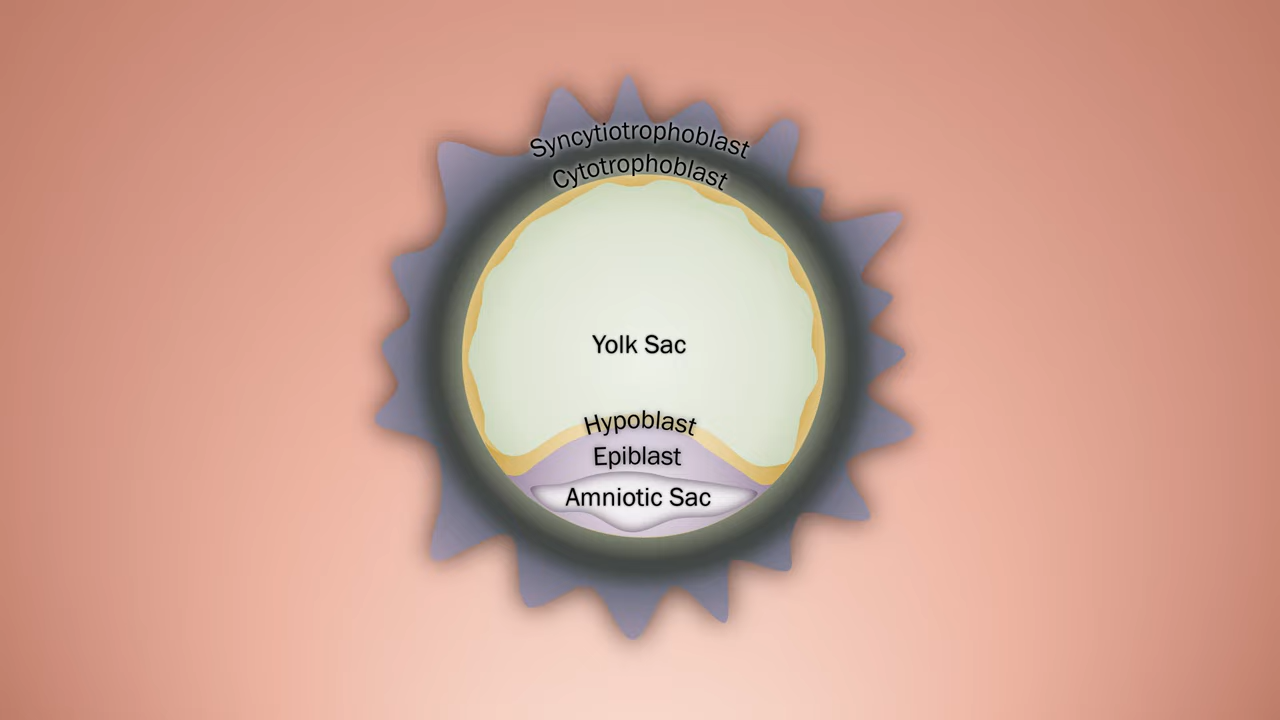 Syncytiotrophoblast
Cytotrophoblast
Yolk Sac
Hypoblast
Epiblast
Amniotic Sac